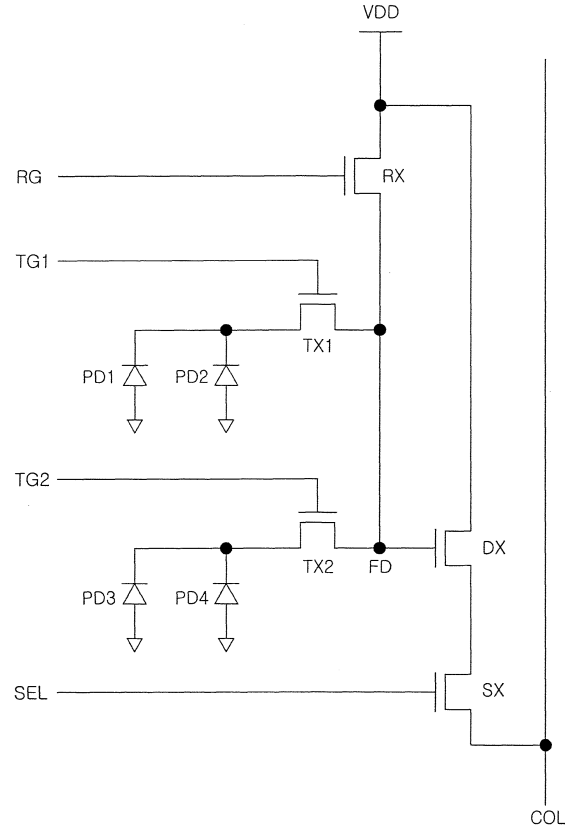 VDD
RG
RX
TG1
TX1
PD1
PD2
TG2
TX2
FD
DX
PD3
PD4
SEL
SX
COL